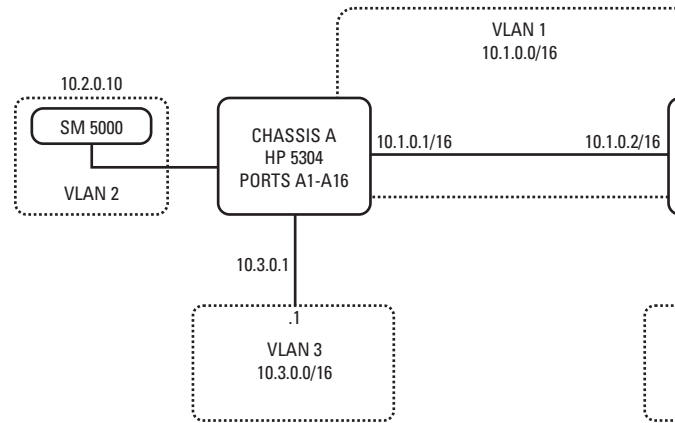 VLAN 1
10.1.0.0/16
10.2.0.10
SM 5000
VLAN 2
CHASSIS A
HP 5304
PORTS A1-A16
10.1.0.1/16
10.1.0.2/16
10.3.0.1
.1
VLAN 3
10.3.0.0/16